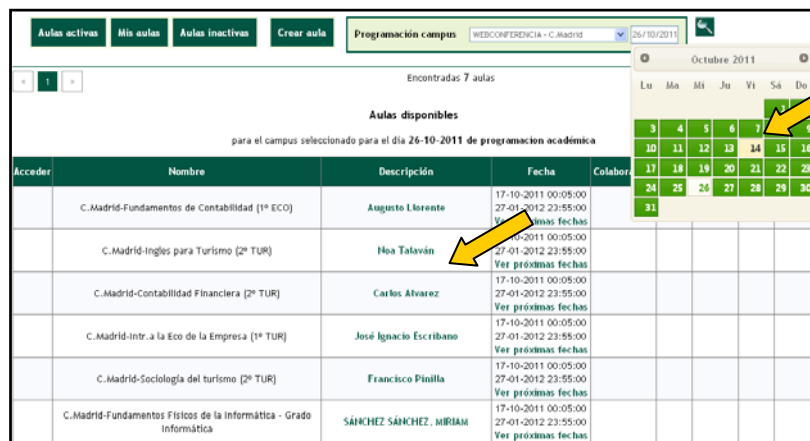 Aulas activas Mis aulas Aulas inactivas Crear aula Programación campus WEBCONFERENCIA - C.Madrid 26/10/2011
Octubre 2011
Lu Ma Mi Ju Vi Sá Do
3 4 5 6 7 9
10 11 12 13 14 15 16
17 18 19 20 21 22 23
24 25 26 27 28 29 30
31
« 1 » Encontradas 7 aulas
Aulas disponibles
para el campus seleccionado para el día 26-10-2011 de programacion académica
Acceder Nombre Descripción Fecha
C.Madrid-Fundamentos de Contabilidad (1º ECO) Augusto Llorente 17-10-2011 00:05:00
27-01-2012 23:55:00
Ver próximas fechas
C.Madrid-Ingles para Turismo (2º TUR) Noa Talaván 00:05:00
27-01-2012 23:55:00
Ver próximas fechas
C.Madrid-Contabilidad Financiera (2º TUR) Carlos Alvarez 17-10-2011 00:05:00
27-01-2012 23:55:00
Ver próximas fechas
C.Madrid-Intr.a la Eco de la Empresa (1º TUR) José Ignacio Escribano 17-10-2011 00:05:00
27-01-2012 23:55:00
Ver próximas fechas
C.Madrid-Sociología del turismo (2º TUR) Francisco Pinilla 17-10-2011 00:05:00
27-01-2012 23:55:00
Ver próximas fechas
C.Madrid-Fundamentos Físicos de la Informática - Grado
Informática SÁNCHEZ SÁNCHEZ, MIRIAM 17-10-2011 00:05:00
27-01-2012 23:55:00
Ver próximas fechas